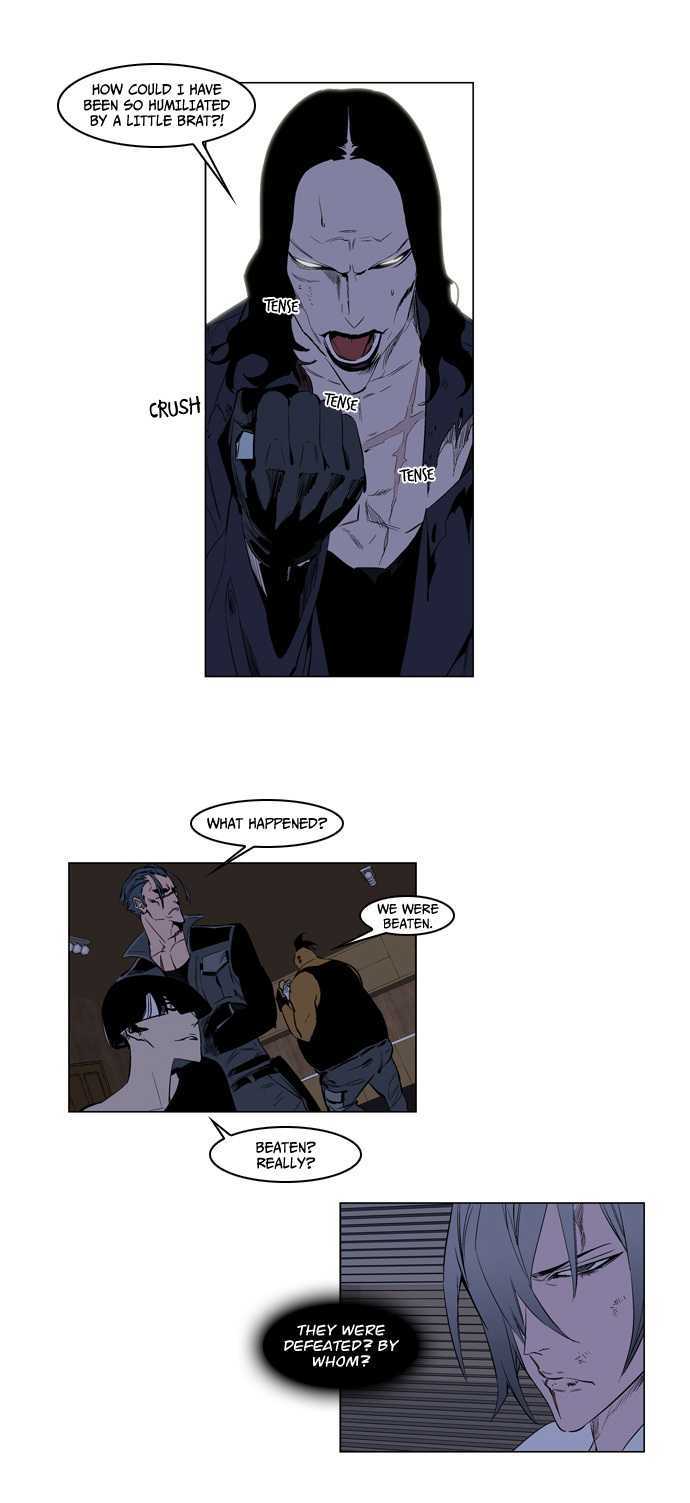 HOW COULD I HAVE
BEEN SO HUMILIATED
BY A LITTLE BRAT?!
TENSE
CRUSH
TENSE
TENSE
WHAT HAPPENED?
WE WERE
BEATEN.
BEATEN?
REALLY?
THEY WERE
DEFEATED? BY
WHOM?